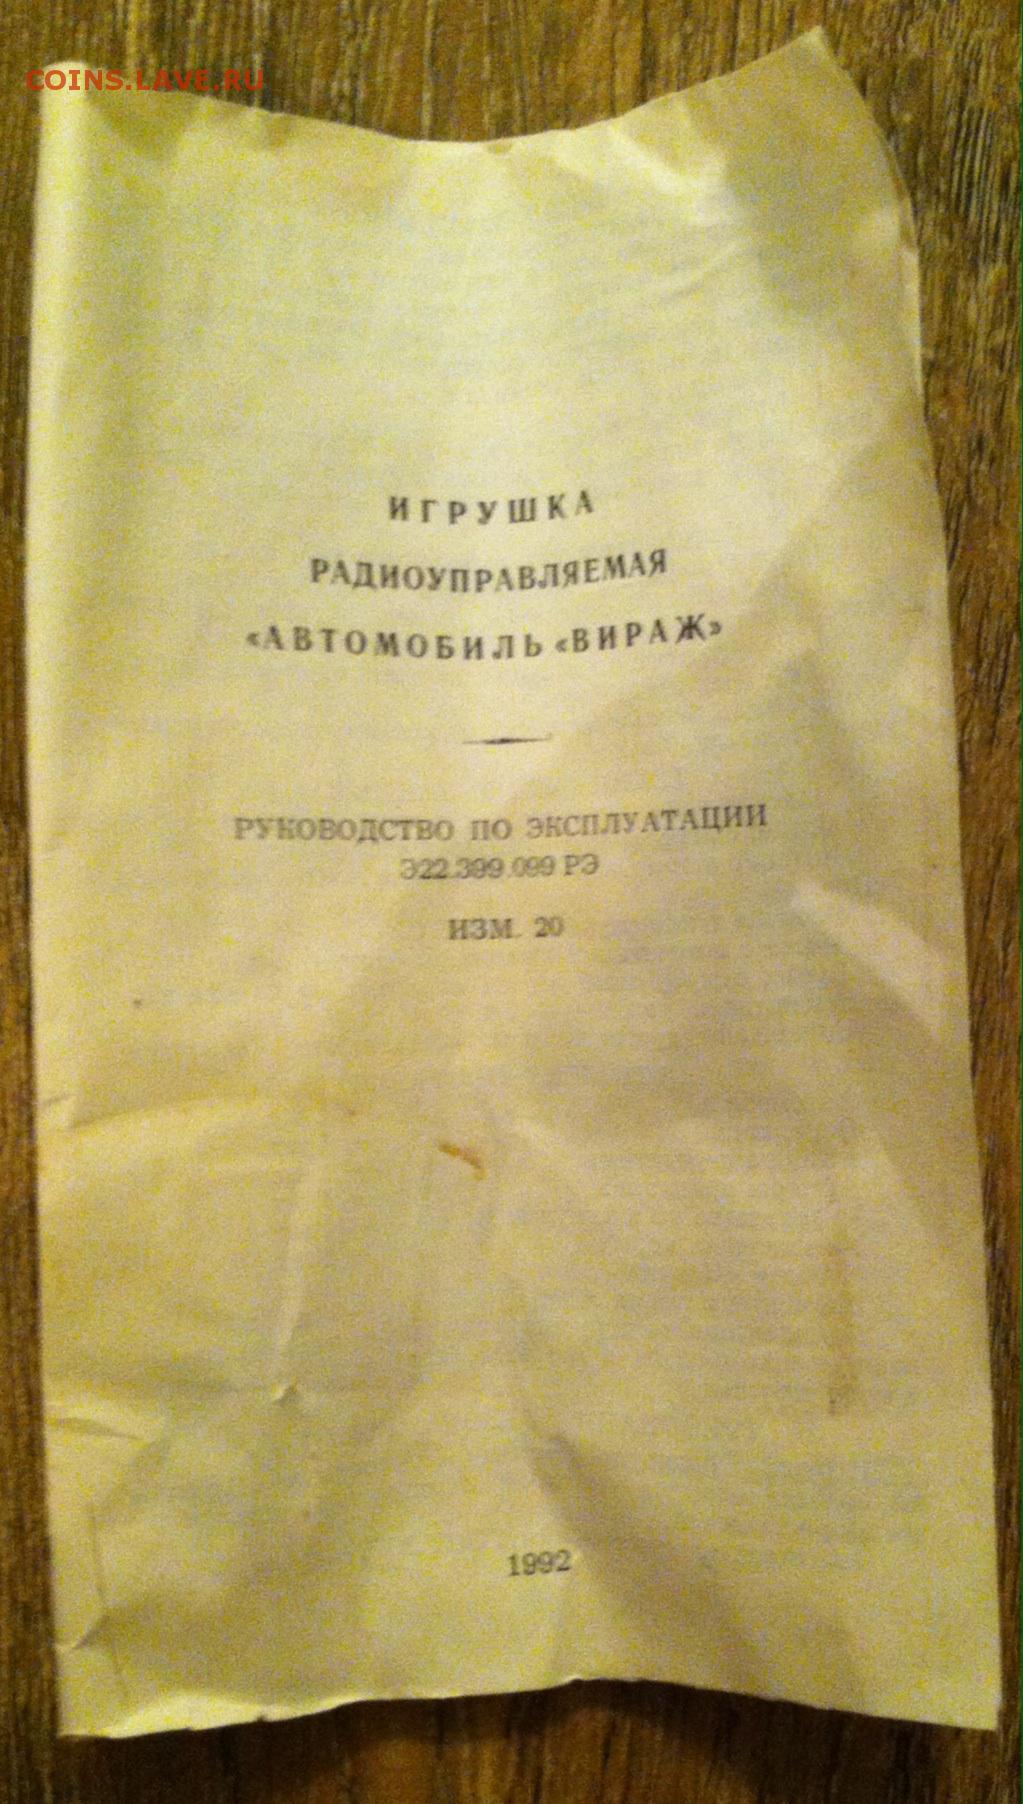 COINS.LAVE.RU
ИГРУШКА
РАДИОУПРАВЛЯЕМАЯ
«АВТОМОБИЛЬ «ВИРАЖ»
РУКОВОДСТВО ПО ЭКСПЛУАТАЦИИ
Э22.399.099 РЭ
ИЗМ. 20
1992